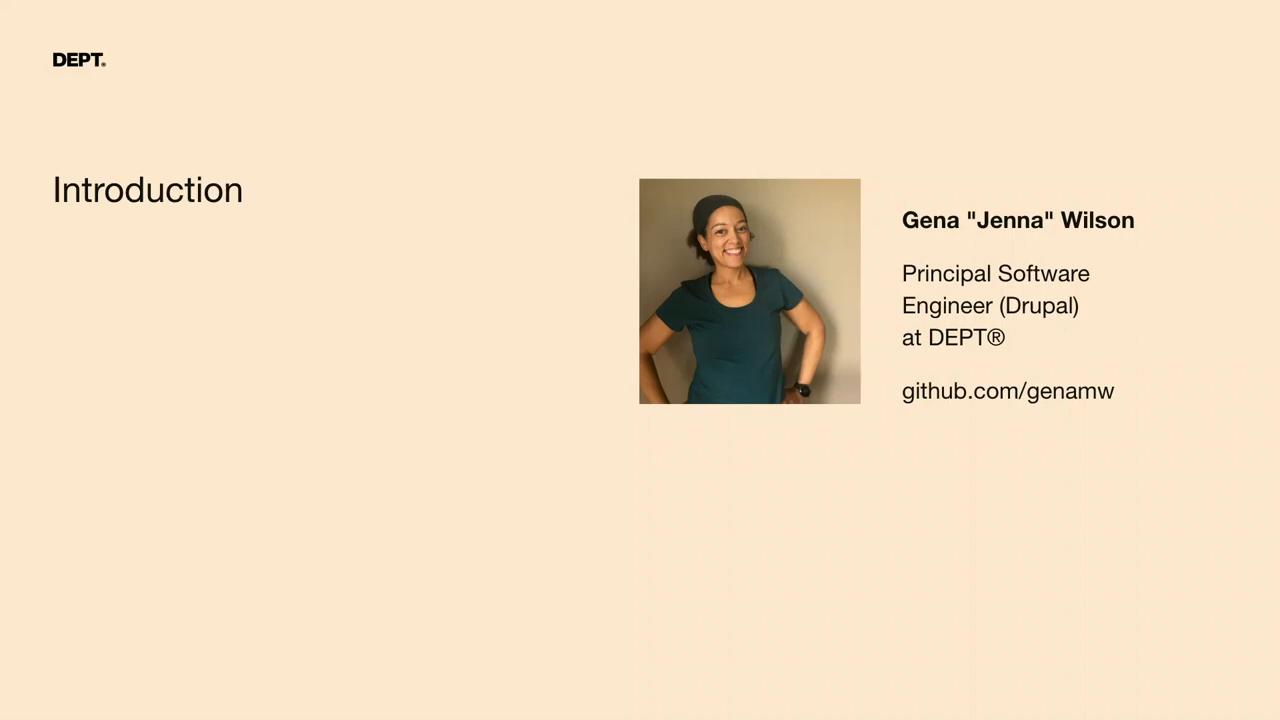 DEPT®
Introduction
Gena "Jenna" Wilson
Principal Software
Engineer (Drupal)
at DEPT®
github.com/genamw